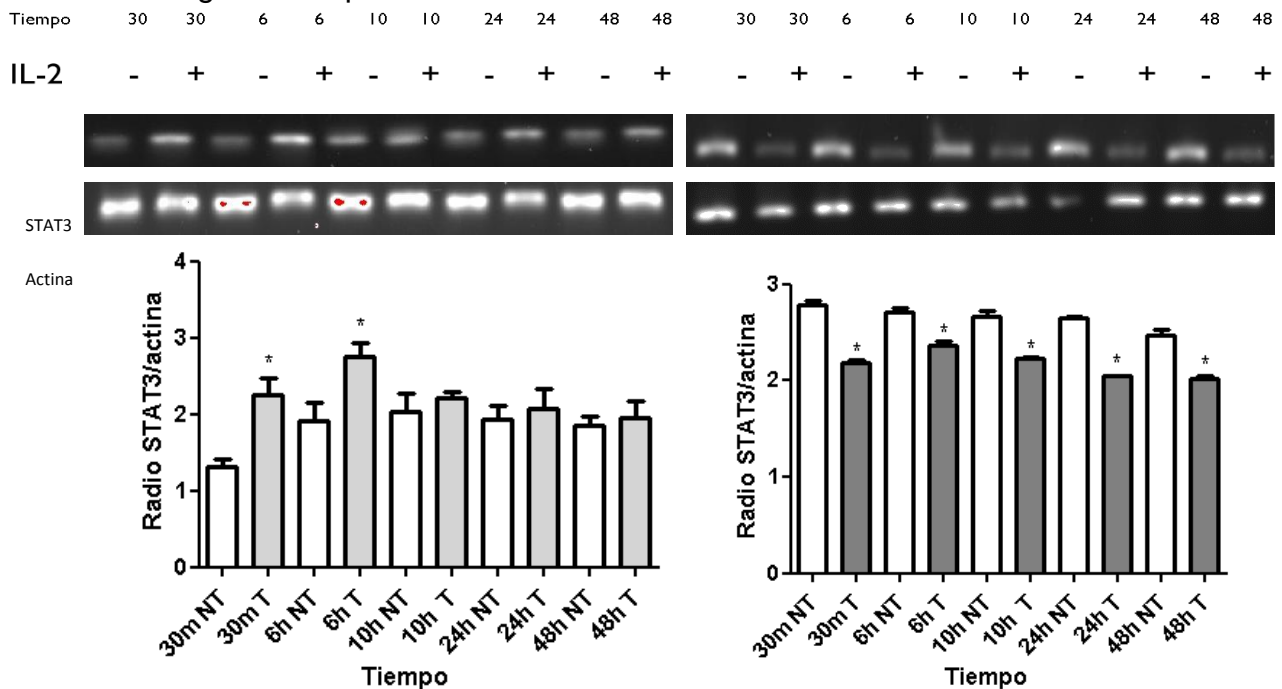 Tiempo 30 30 6 6 10 10 24 24 48 48 30 30 6 6 10 10 24 24 48 48
IL-2 - + - + - + - + - + - + - + - + - + - +
STAT3
Actina
Radio STAT3/actina
4
3
2
1
0
* *
30m NT 30m T 6h NT 6h T 10h NT 10h T 24h NT 24h T 48h NT 48h T
Tiempo
Radio STAT3/actina
3
2
1
0
* * * * *
30m NT 30m T 6h NT 6h T 10h NT 10h T 24h NT 24h T 48h NT 48h T
Tiempo